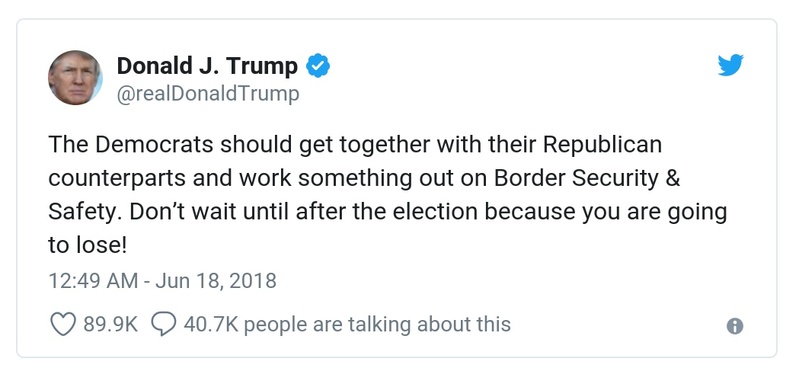 Donald J. Trump
@realDonaldTrump
The Democrats should get together with their Republican
counterparts and work something out on Border Security &
Safety. Don’t wait until after the election because you are going
to lose!
12:49 AM - Jun 18, 2018
89.9K 40.7K people are talking about this